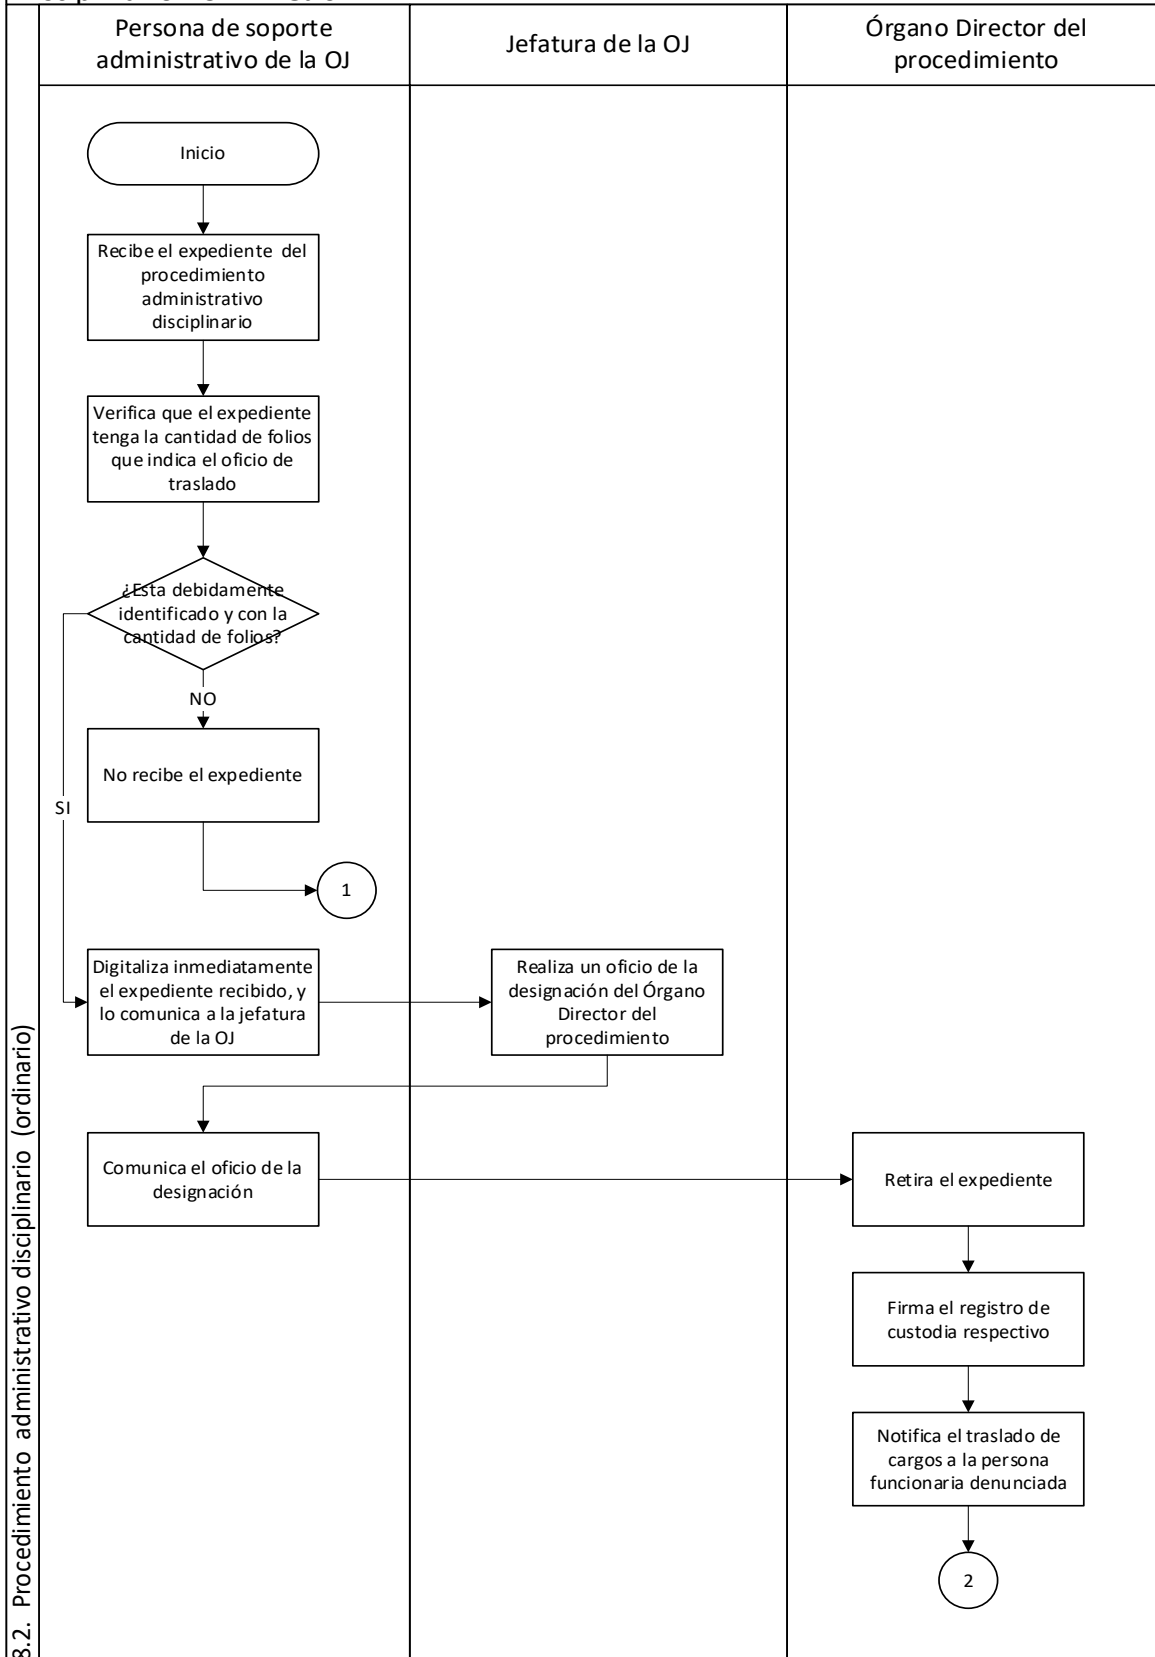 Persona de soporte
administrativo de la OJ
Jefatura de la OJ
Órgano Director del
procedimiento
Inicio
Recibe el expediente del
procedimiento
administrativo
disciplinario
Verifica que el expediente
tenga la cantidad de folios
que indica el oficio de
traslado
¿Esta debidamente
identificado y con la
cantidad de folios?
NO
No recibe el expediente
SI
1
Digitaliza inmediatamente
el expediente recibido, y
lo comunica a la jefatura
de la OJ
Realiza un oficio de la
designación del Órgano
Director del
procedimiento
Comunica el oficio de la
designación
Retira el expediente
Firma el registro de
custodia respectivo
Notifica el traslado de
cargos a la persona
funcionaria denunciada
2
8.2. Procedimiento administrativo disciplinario (ordinario)